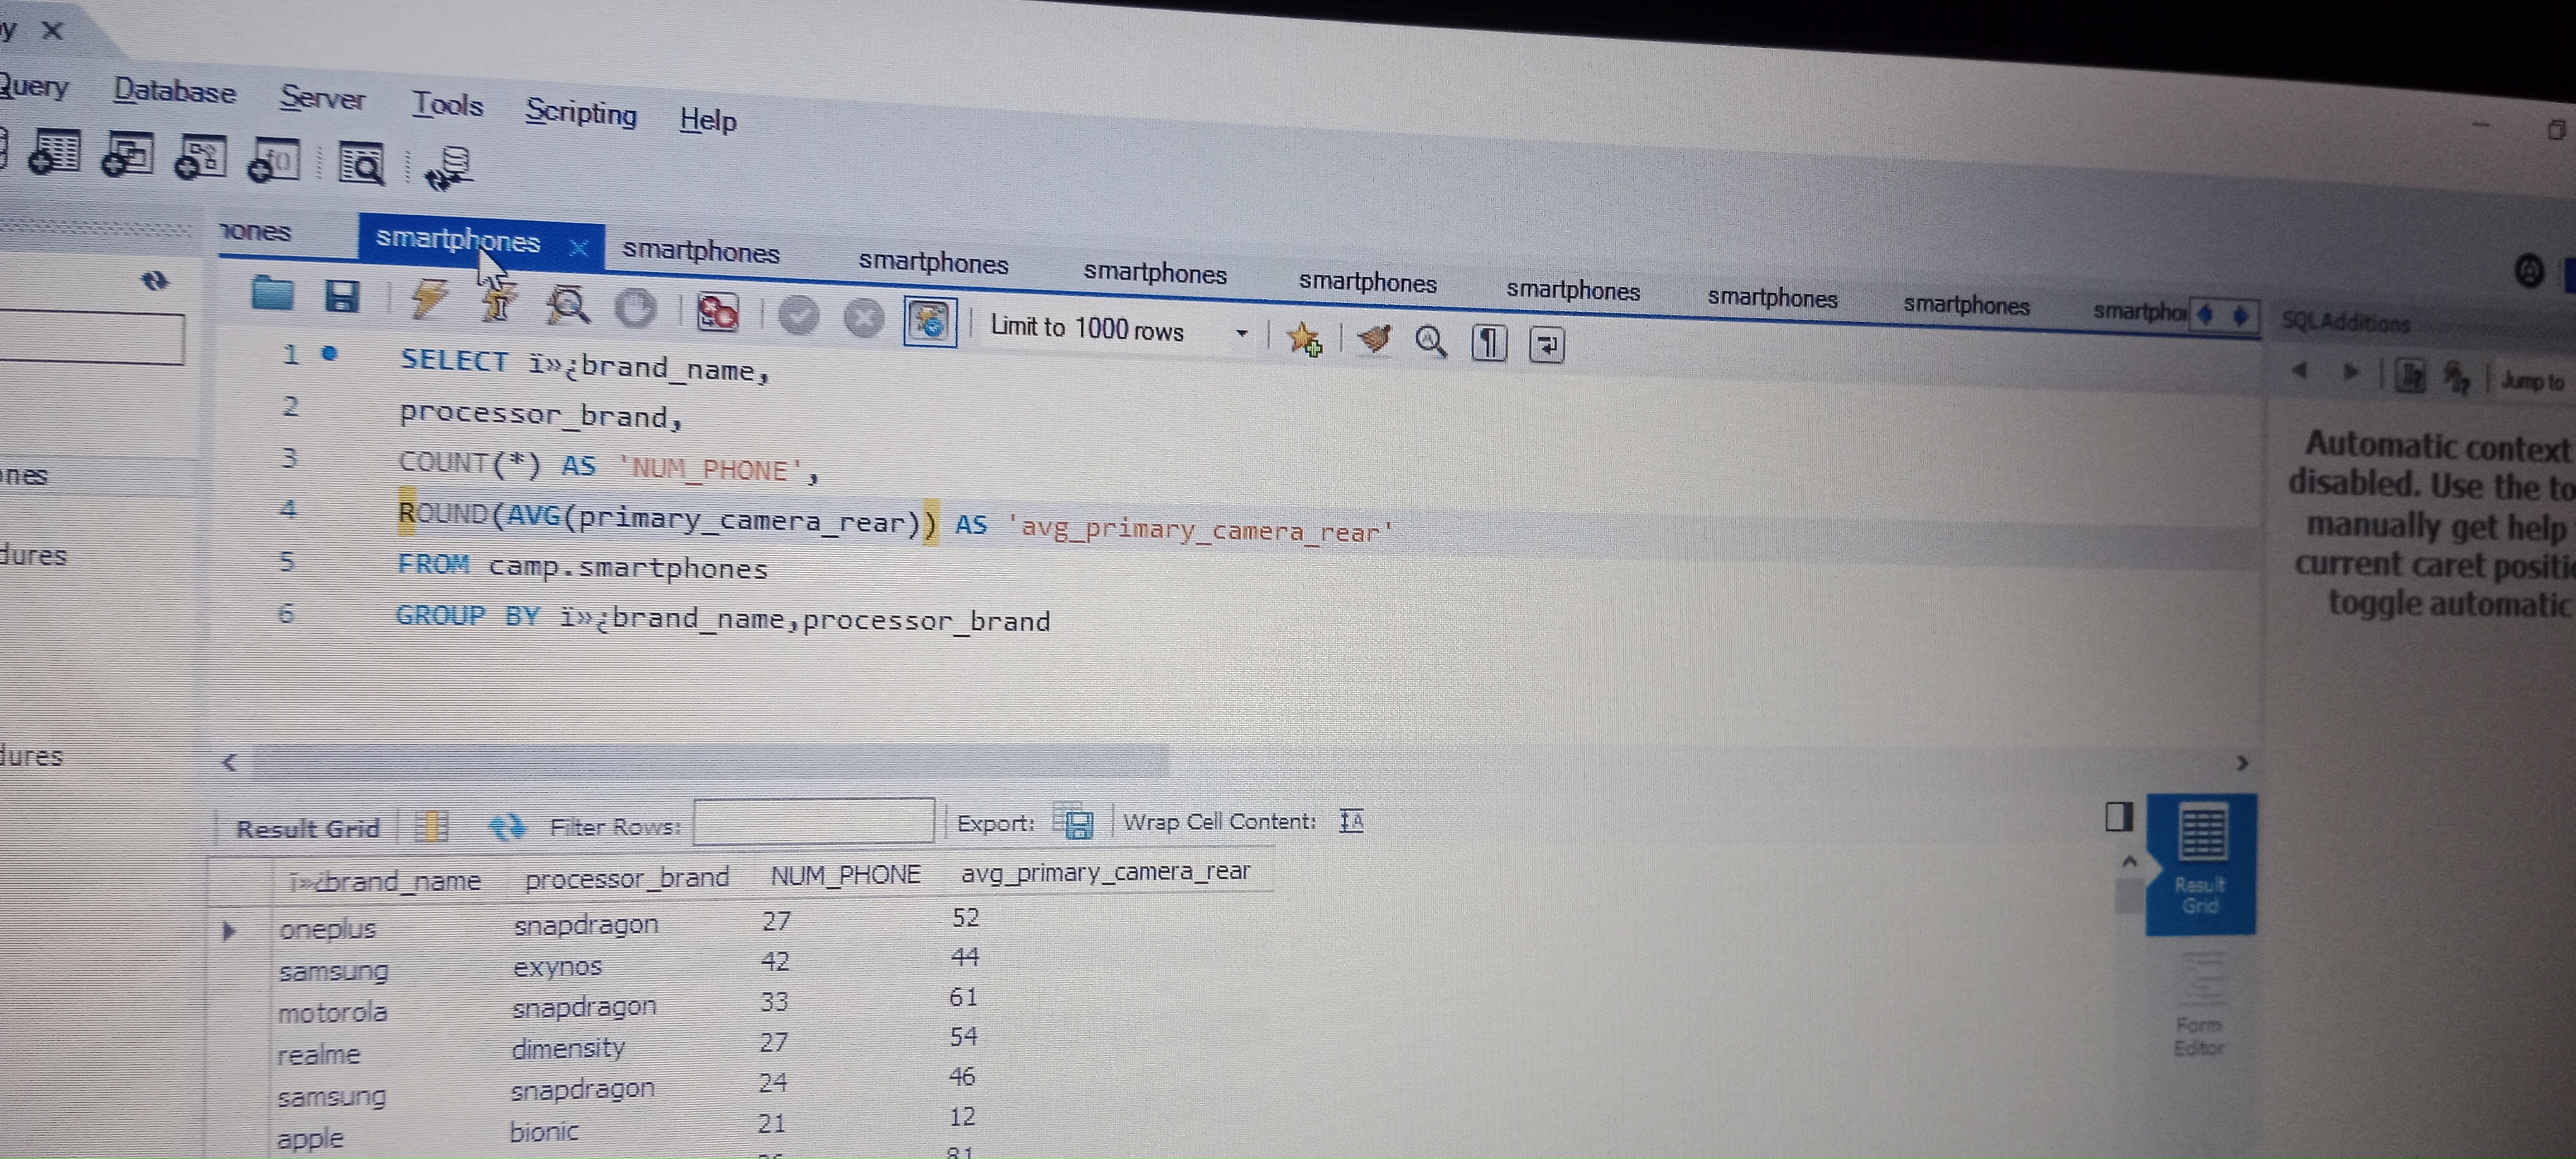 y
Query Database Server Tools Scripting Help
nones smartphones smartphones smartphones smartphones smartphones smartphones smartphones smartphones smartphon
SQLAdditions
Limit to 1000 rows
Jump to
1 SELECT ï»¿brand_name,
2 processor_brand,
3 COUNT(*) AS 'NUM_PHONE',
4 ROUND(AVG(primary_camera_rear)) AS 'avg_primary_camera_rear'
5 FROM camp.smartphones
6 GROUP BY ï»¿brand_name,processor_brand
nes
dures
dures
Automatic context
disabled. Use the to
manually get help
current caret positi
toggle automatic
Result Grid Filter Rows: Export: Wrap Cell Content:
ï»¿brand_name processor_brand NUM_PHONE avg_primary_camera_rear
oneplus snapdragon 27 52
samsung exynos 42 44
motorola snapdragon 33 61
realme dimensity 27 54
samsung snapdragon 24 46
apple bionic 21 12
81
Result
Grid
Form
Editor